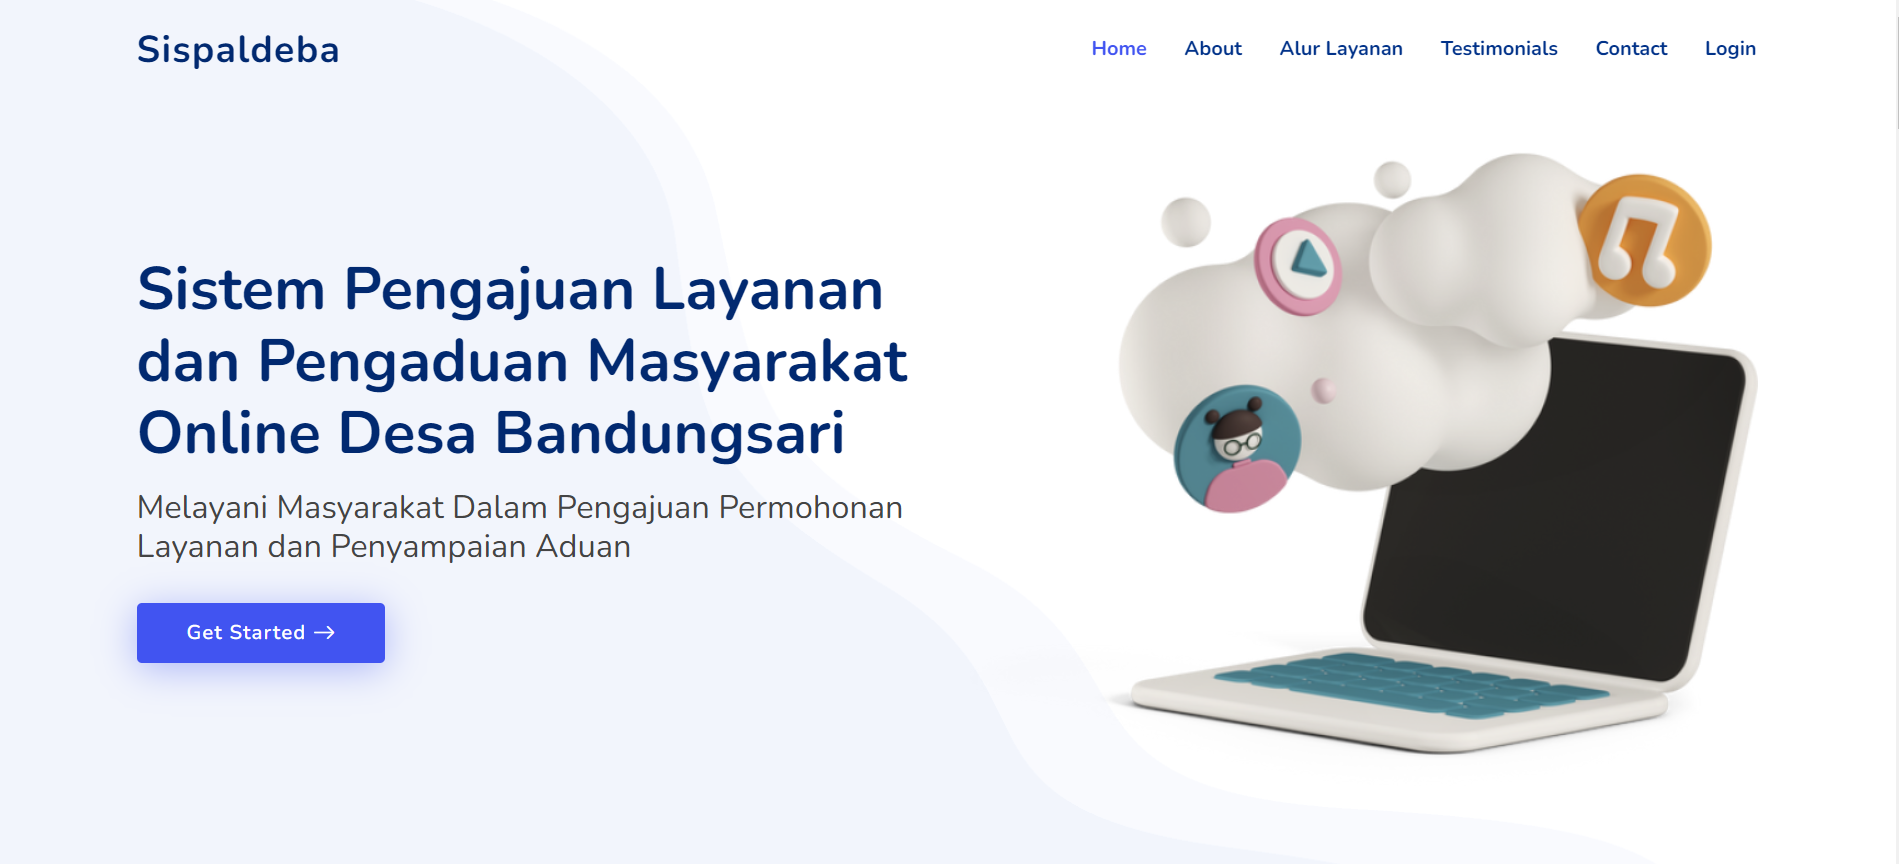 Sispaldeba
Home About Alur Layanan Testimonials Contact Login
Sistem Pengajuan Layanan
dan Pengaduan Masyarakat
Online Desa Bandungsari
Melayani Masyarakat Dalam Pengajuan Permohonan
Layanan dan Penyampaian Aduan
Get Started →